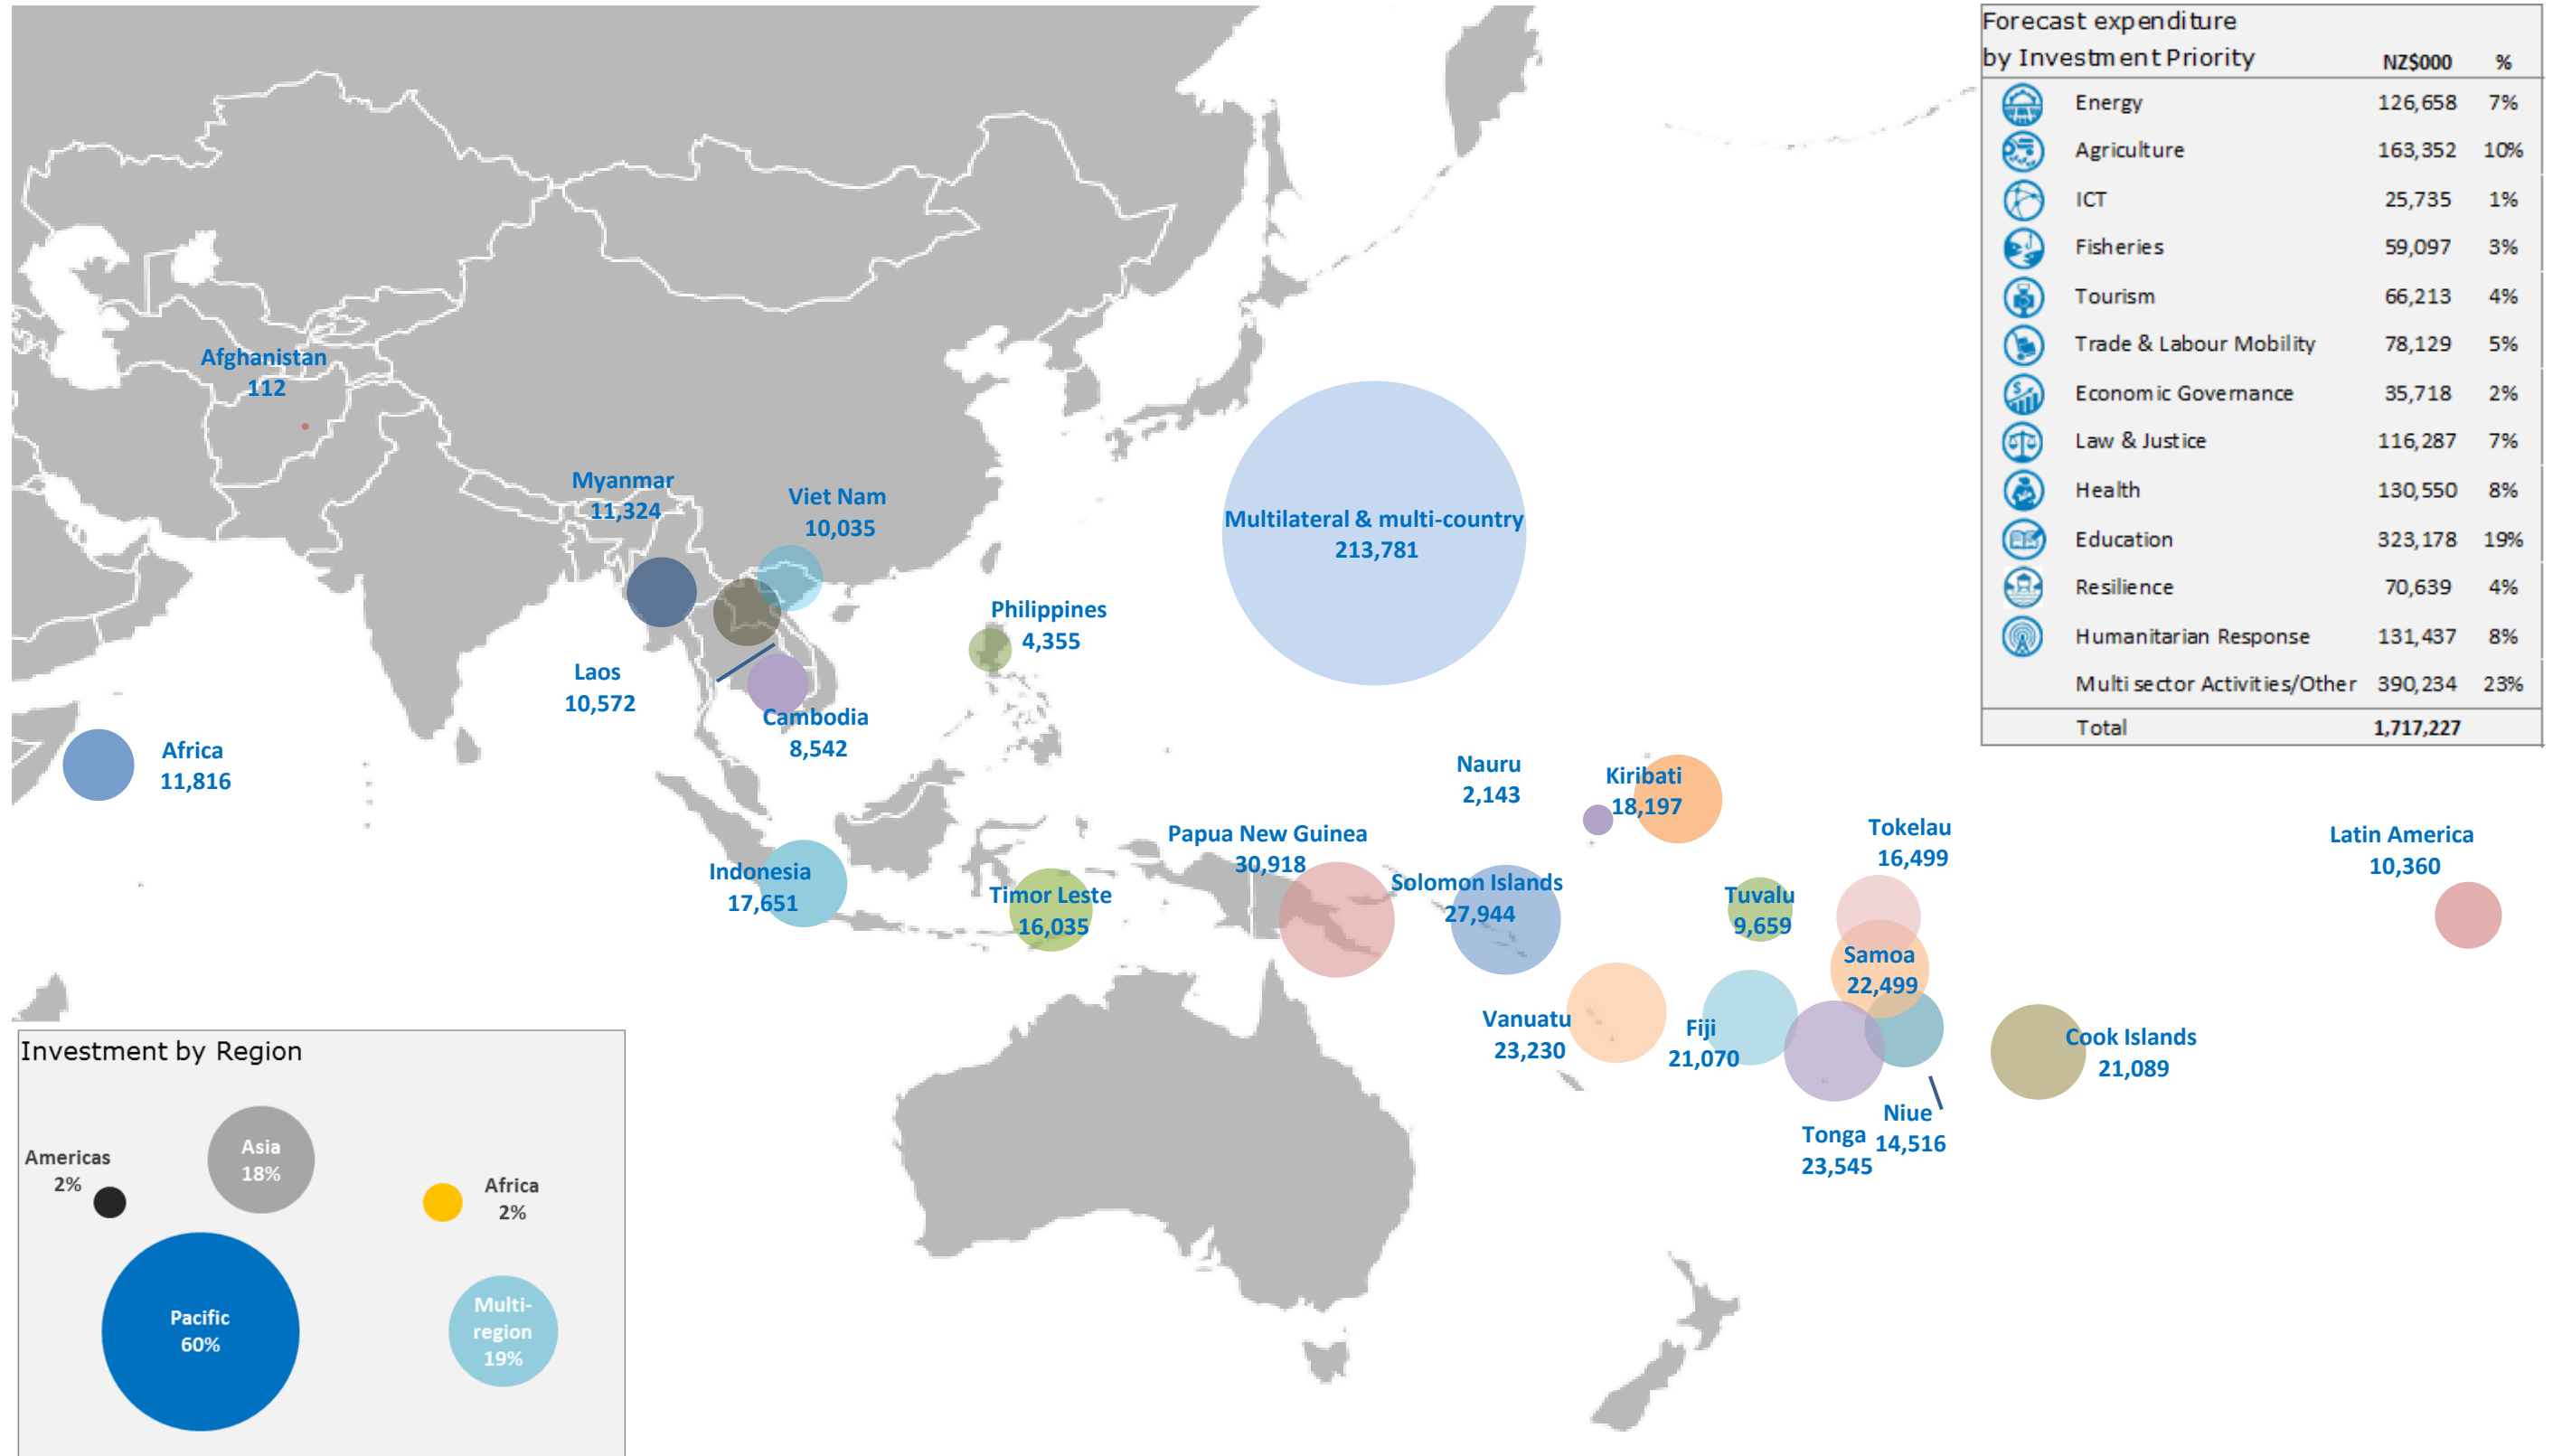 Forecast expenditure
by Investment Priority NZ$000 %
Energy 126,658 7%
Agriculture 163,352 10%
ICT 25,735 1%
Fisheries 59,097 3%
Tourism 66,213 4%
Trade & Labour Mobility 78,129 5%
Economic Governance 35,718 2%
Law & Justice 116,287 7%
Health 130,550 8%
Education 323,178 19%
Resilience 70,639 4%
Humanitarian Response 131,437 8%
Multi sector Activities/Other 390,234 23%
Total 1,717,227
Afghanistan
112
Myanmar
11,324
Viet Nam
10,035
Multilateral & multi-country
213,781
Philippines
4,355
Laos
10,572
Cambodia
8,542
Africa
11,816
Nauru
2,143
Kiribati
18,197
Papua New Guinea
30,918
Tokelau
16,499
Latin America
10,360
Indonesia
17,651
Timor Leste
16,035
Solomon Islands
27,944
Tuvalu
9,659
Samoa
22,499
Vanuatu
23,230
Fiji
21,070
Cook Islands
21,089
Niue
14,516
Tonga
23,545
Investment by Region
Asia
18%
Americas
2%
Africa
2%
Pacific
60%
Multi-
region
19%